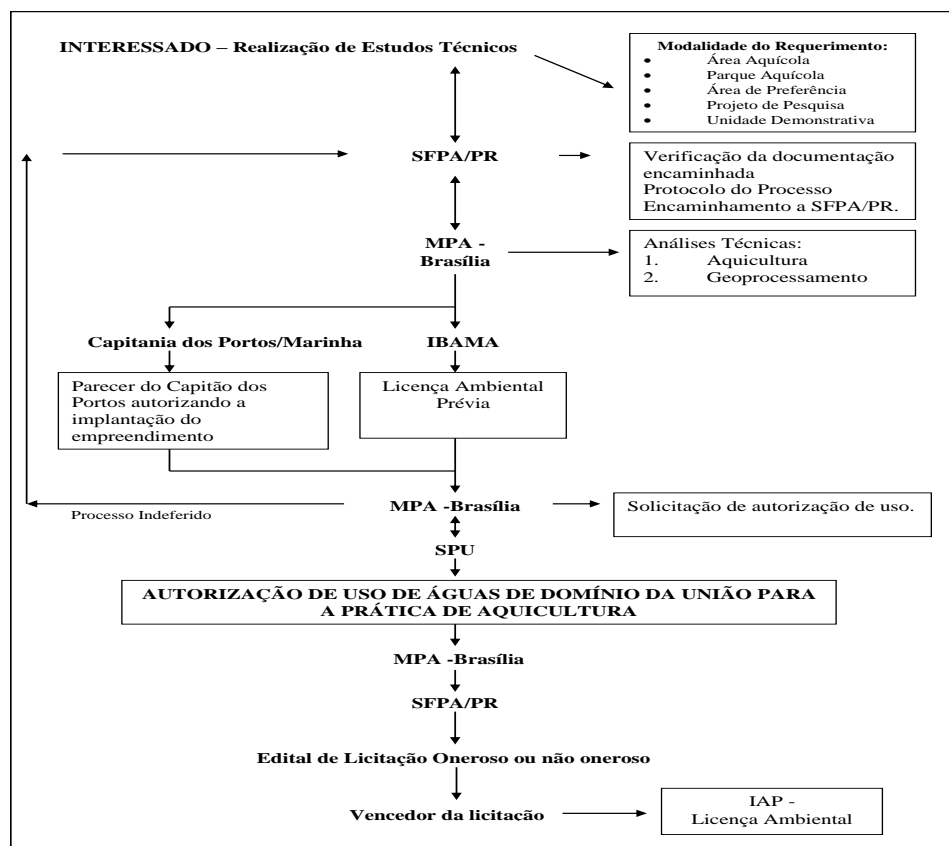 INTERESSADO – Realização de Estudos Técnicos
Modalidade do Requerimento:
• Área Aquícola
• Parque Aquícola
• Área de Preferência
• Projeto de Pesquisa
• Unidade Demonstrativa
SFPA/PR
Verificação da documentação
encaminhada
Protocolo do Processo
Encaminhamento a SFPA/PR.
MPA -
Brasília
Análises Técnicas:
1. Aquicultura
2. Geoprocessamento
Capitania dos Portos/Marinha
IBAMA
Parecer do Capitão dos
Portos autorizando a
implantação do
empreendimento
Licença Ambiental
Prévia
Processo Indeferido
MPA -Brasília
Solicitação de autorização de uso.
SPU
AUTORIZAÇÃO DE USO DE ÁGUAS DE DOMÍNIO DA UNIÃO PARA
A PRÁTICA DE AQUICULTURA
MPA -Brasília
SFPA/PR
Edital de Licitação Oneroso ou não oneroso
Vencedor da licitação
IAP -
Licença Ambiental